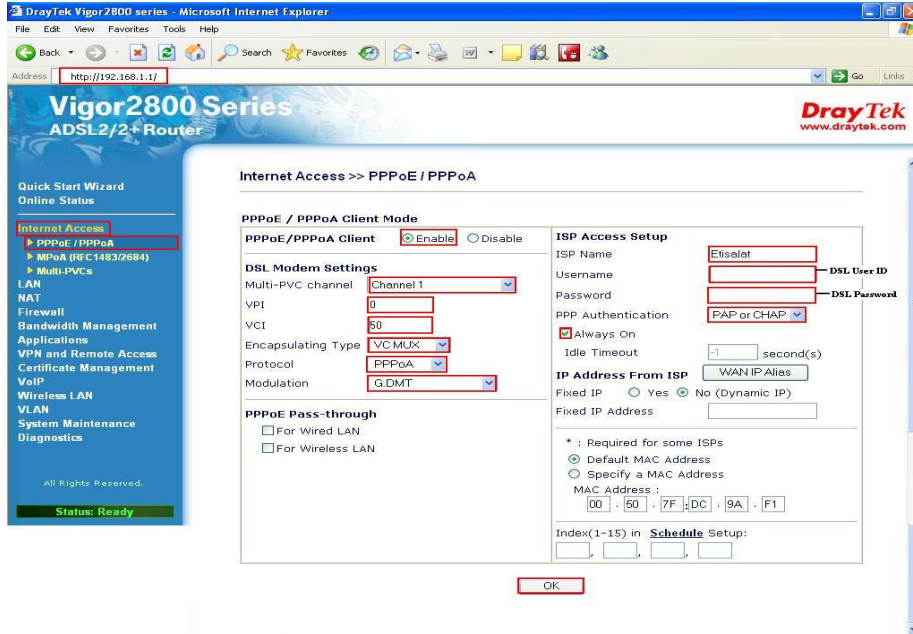 DrayTek Vigor2800 series - Microsoft Internet Explorer
File Edit View Favorites Tools Help
Back Search Favorites
Address http://192.168.1.1/ Go Links
Vigor2800 Series
ADSL2/2+ Router
DrayTek
www.draytek.com
Quick Start Wizard
Online Status
Internet Access
PPPoE / PPPoA
MPoA (RFC1483/2684)
Multi-PVCs
LAN
NAT
Firewall
Bandwidth Management
Applications
VPN and Remote Access
Certificate Management
VoIP
Wireless LAN
VLAN
System Maintenance
Diagnostics
All Rights Reserved.
Status: Ready
Internet Access >> PPPoE / PPPoA
PPPoE / PPPoA Client Mode
PPPoE/PPPoA Client Enable Disable
DSL Modem Settings
Multi-PVC channel Channel 1
VPI 0
VCI 50
Encapsulating Type VC MUX
Protocol PPPoA
Modulation G.DMT
PPPoE Pass-through
For Wired LAN
For Wireless LAN
ISP Access Setup
ISP Name Etisalat
Username DSL User ID
Password DSL Password
PPP Authentication PAP or CHAP
Always On
Idle Timeout -1 second(s)
IP Address From ISP WAN IP Alias
Fixed IP Yes No (Dynamic IP)
Fixed IP Address
* : Required for some ISPs
Default MAC Address
Specify a MAC Address
MAC Address :
00 . 50 . 7F : DC . 9A . F1
Index(1-15) in Schedule Setup:
, , ,
OK